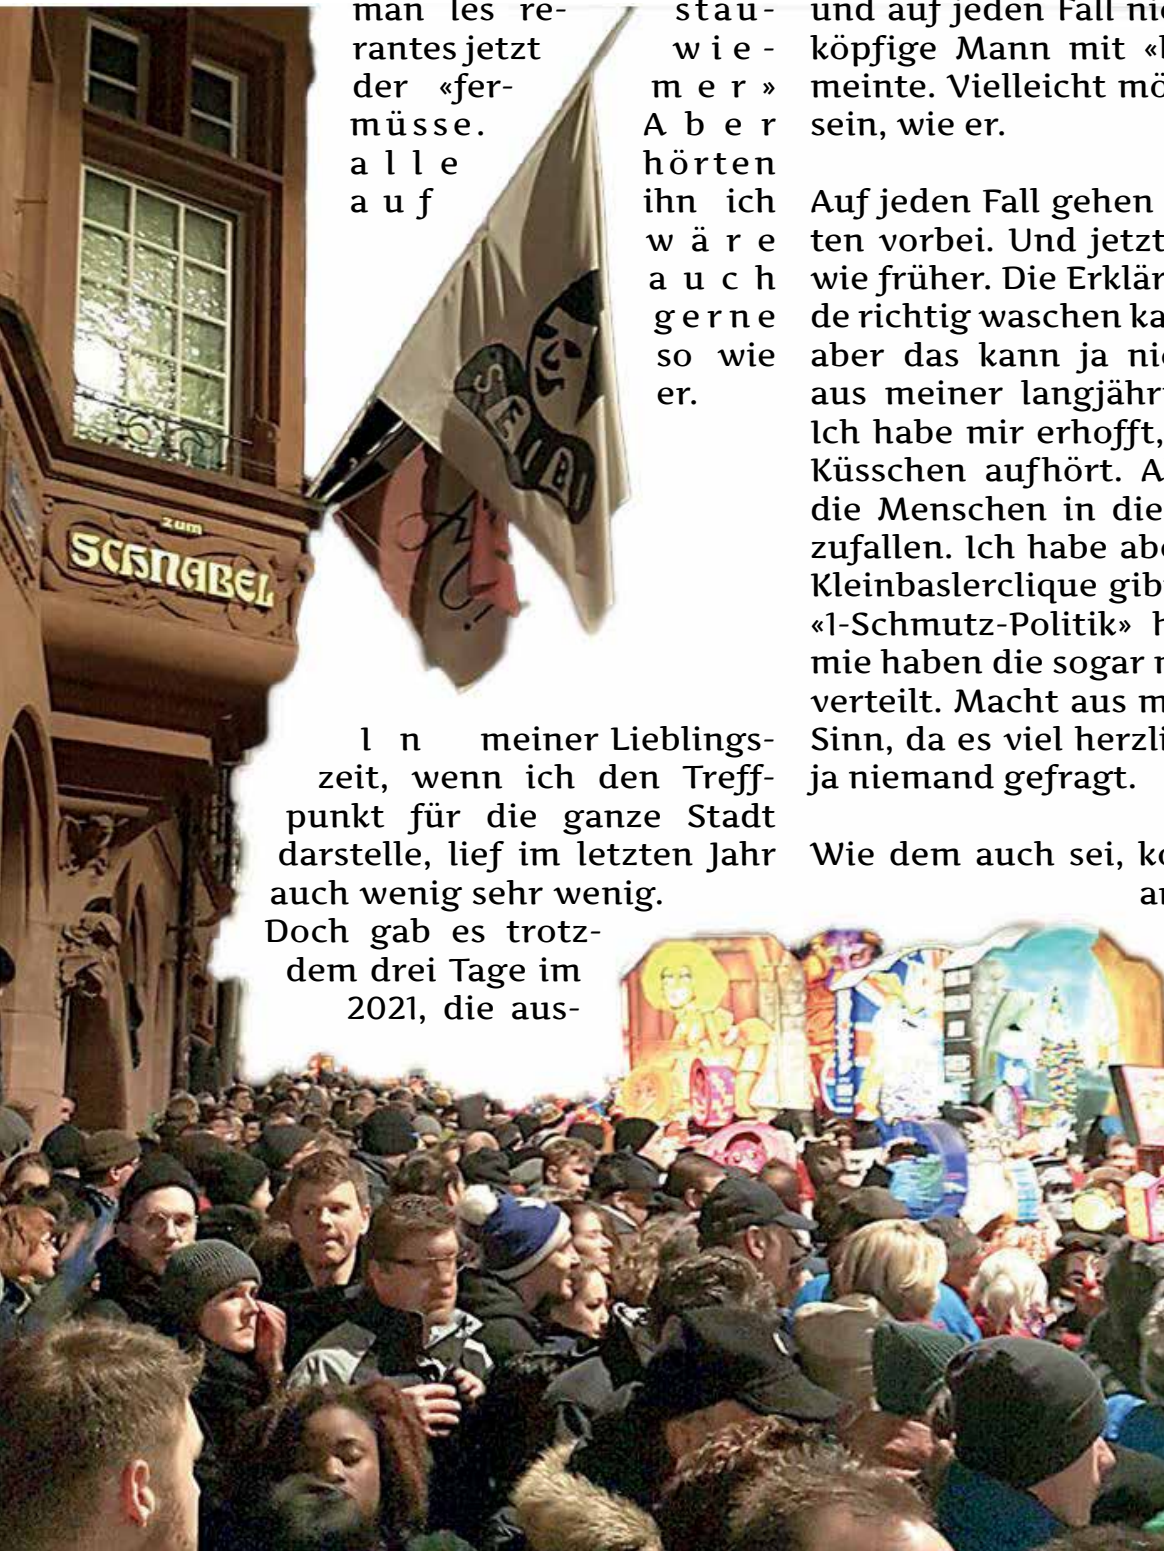 man les re- stau-
rantes jetzt wie-
der «fer- mer»
müsse. Aber
alle hörten
auf ihn ich
wäre
auch
gerne
so wie
er.
SEIBI
zum
SCHNABEL
In meiner Lieblings-
zeit, wenn ich den Treff-
punkt für die ganze Stadt
darstelle, lief im letzten Jahr
auch wenig sehr wenig.
Doch gab es trotz-
dem drei Tage im
2021, die aus-
und auf jeden Fall nic
köpfige Mann mit «l
meinte. Vielleicht mö
sein, wie er.
Auf jeden Fall gehen
ten vorbei. Und jetzt
wie früher. Die Erklär
de richtig waschen ka
aber das kann ja nic
aus meiner langjähr
Ich habe mir erhofft,
Küsschen aufhört. A
die Menschen in die
zufallen. Ich habe abe
Kleinbaslerclique gib
«1-Schmutz-Politik» h
mie haben die sogar n
verteilt. Macht aus m
Sinn, da es viel herzli
ja niemand gefragt.
Wie dem auch sei, ko
an